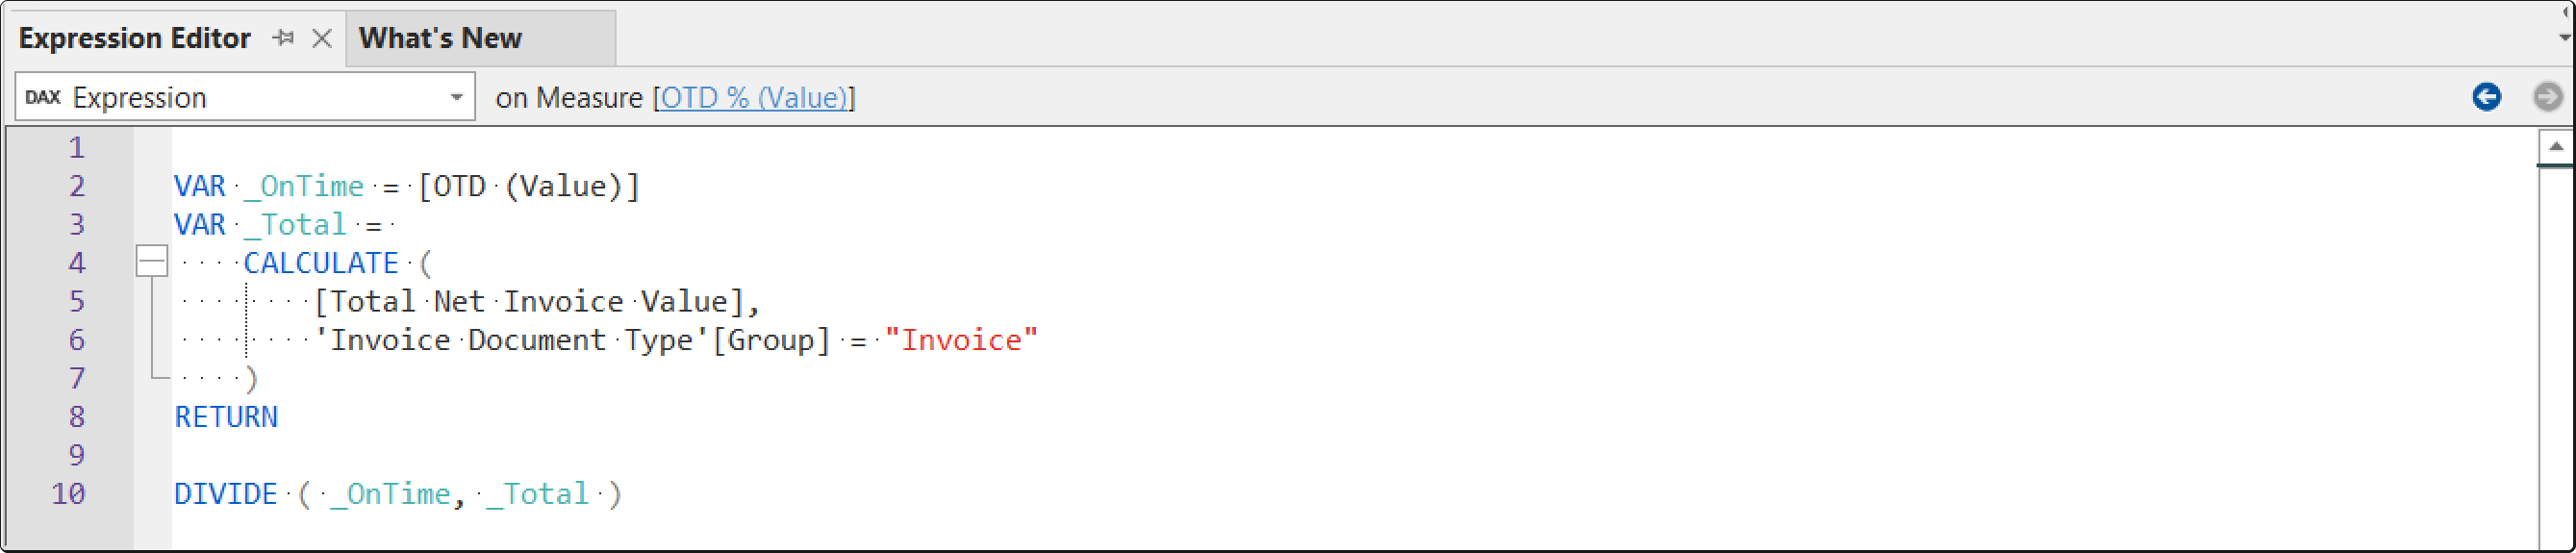 Expression Editor What's New
DAX Expression on Measure [OTD % (Value)]
1
2 VAR _OnTime = [OTD (Value)]
3 VAR _Total =
4 CALCULATE (
5 [Total Net Invoice Value],
6 'Invoice Document Type'[Group] = "Invoice"
7 )
8 RETURN
9
10 DIVIDE ( _OnTime, _Total )